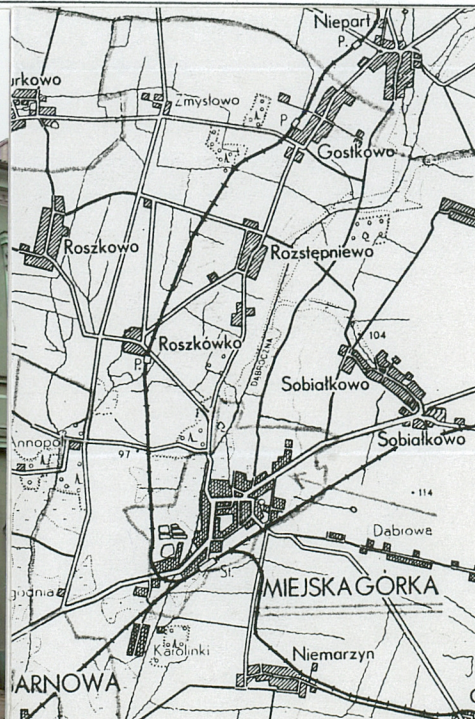 Niepart
P.
urkowo
Zmysłowo
P
Gostkowo
Roszkowo
Rozstępniewo
Roszkówko
P.
DĄBROCZNA
104
Sobiałkowo
Sobiałkowo
Annopol
97
114
Dąbrowa
St.
MIEJSKA GÓRKA
godnia
Karolinki
Niemarzyn
ARNOWA